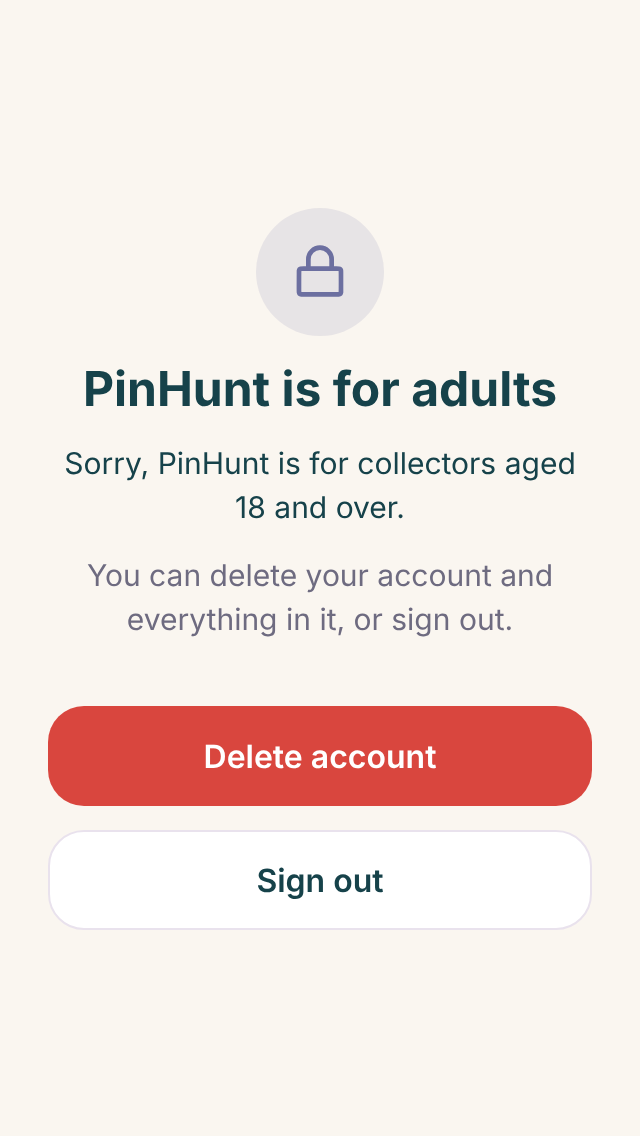 PinHunt is for adults
Sorry, PinHunt is for collectors aged
18 and over.
You can delete your account and
everything in it, or sign out.
Delete account
Sign out